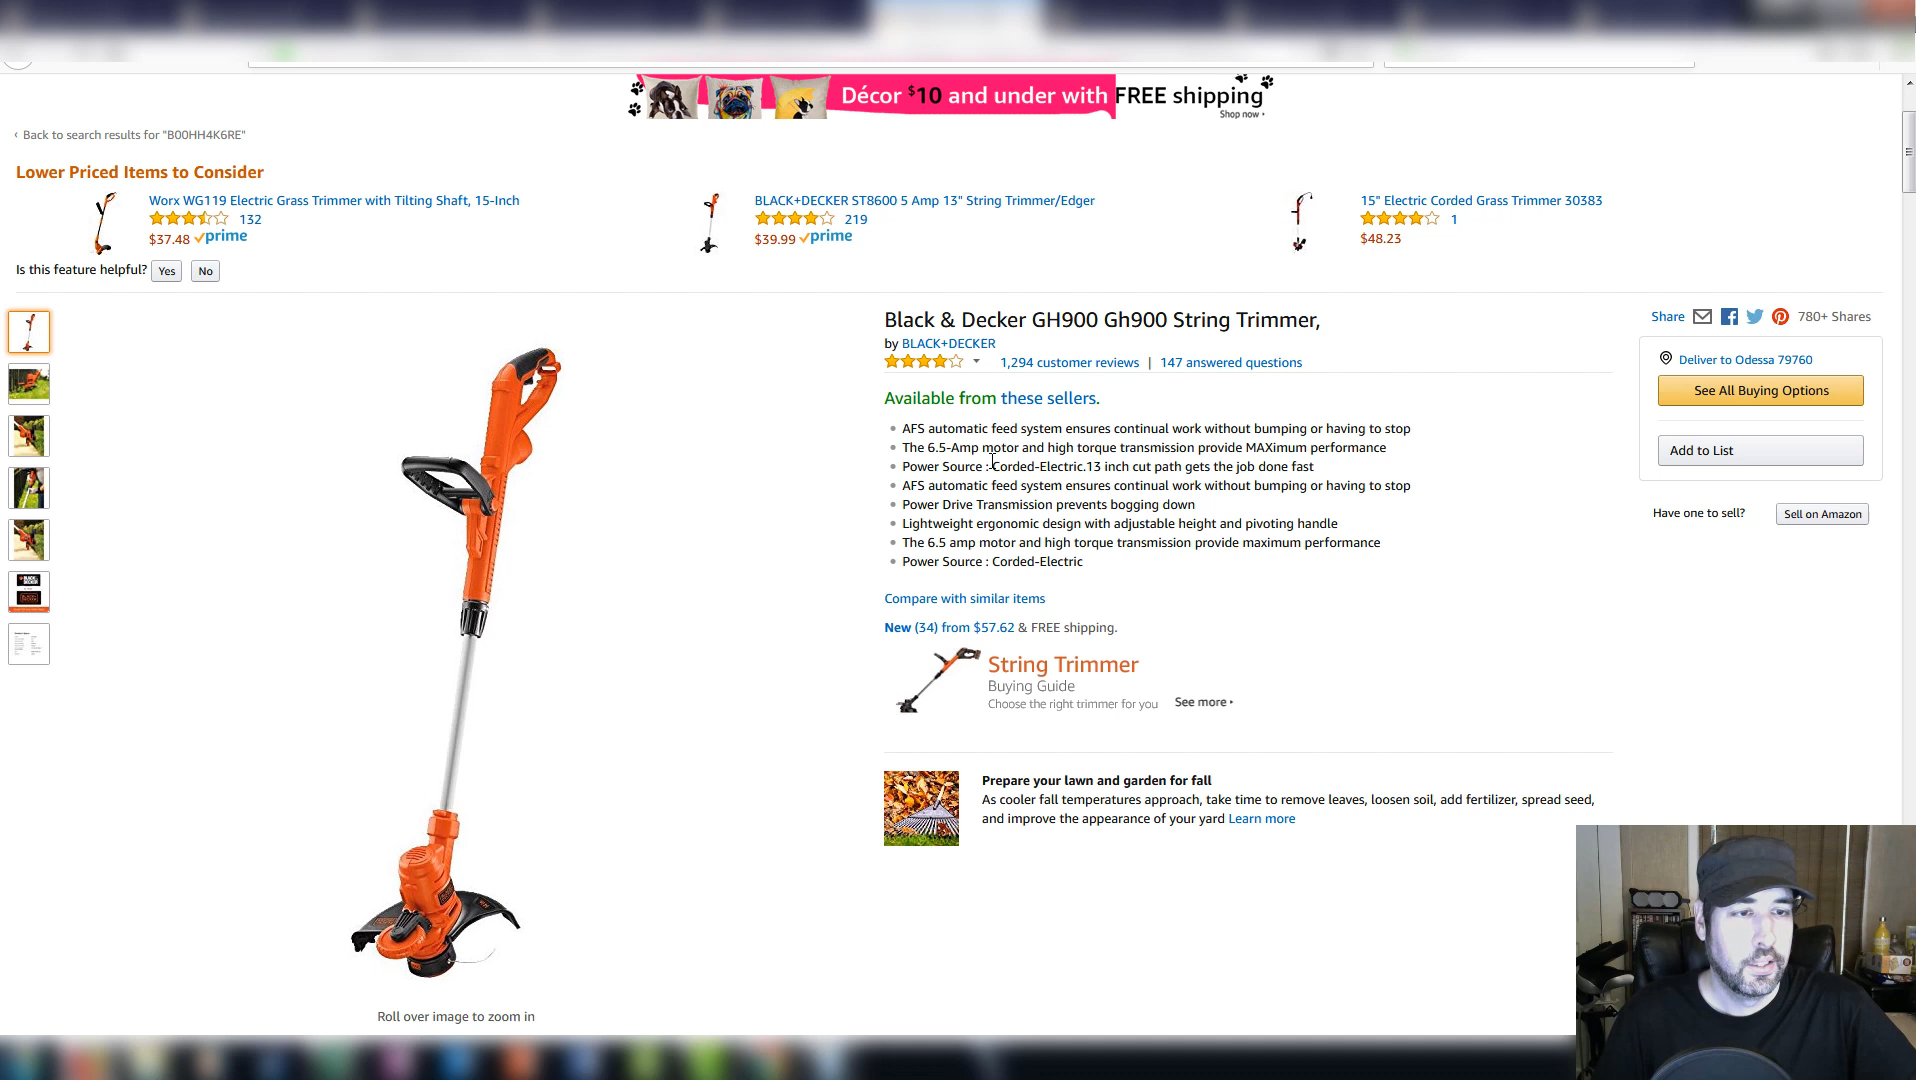 Décor $10 and under with FREE shipping
Shop now ›
‹ Back to search results for "B00HH4K6RE"
Lower Priced Items to Consider
Worx WG119 Electric Grass Trimmer with Tilting Shaft, 15-Inch
132
$37.48 prime
BLACK+DECKER ST8600 5 Amp 13" String Trimmer/Edger
219
$39.99 prime
15" Electric Corded Grass Trimmer 30383
1
$48.23
Is this feature helpful? Yes No
Black & Decker GH900 Gh900 String Trimmer,
by BLACK+DECKER
1,294 customer reviews | 147 answered questions
Available from these sellers.
AFS automatic feed system ensures continual work without bumping or having to stop
The 6.5-Amp motor and high torque transmission provide MAXimum performance
Power Source :Corded-Electric.13 inch cut path gets the job done fast
AFS automatic feed system ensures continual work without bumping or having to stop
Power Drive Transmission prevents bogging down
Lightweight ergonomic design with adjustable height and pivoting handle
The 6.5 amp motor and high torque transmission provide maximum performance
Power Source : Corded-Electric
Compare with similar items
New (34) from $57.62 & FREE shipping.
String Trimmer
Buying Guide
Choose the right trimmer for you See more ›
Prepare your lawn and garden for fall
As cooler fall temperatures approach, take time to remove leaves, loosen soil, add fertilizer, spread seed,
and improve the appearance of your yard Learn more
Share 780+ Shares
Deliver to Odessa 79760
See All Buying Options
Add to List
Have one to sell? Sell on Amazon
Roll over image to zoom in